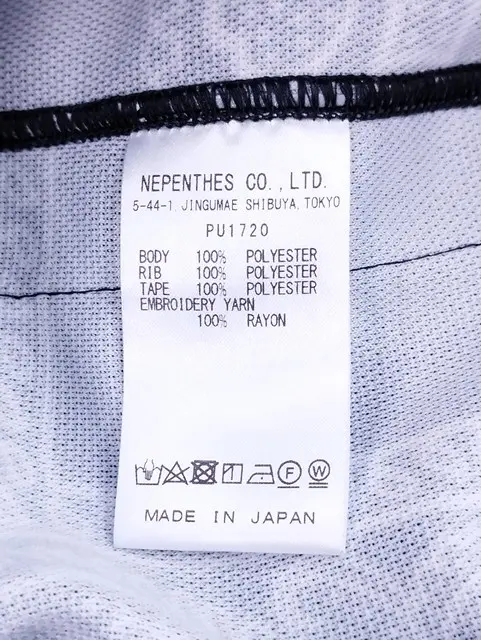 NEPENTHES CO.,LTD.
5-44-1 JINGUMAE SHIBUYA, TOKYO
PU1720
BODY 100% POLYESTER
RIB 100% POLYESTER
TAPE 100% POLYESTER
EMBROIDERY YARN
100% RAYON
F W
MADE IN JAPAN